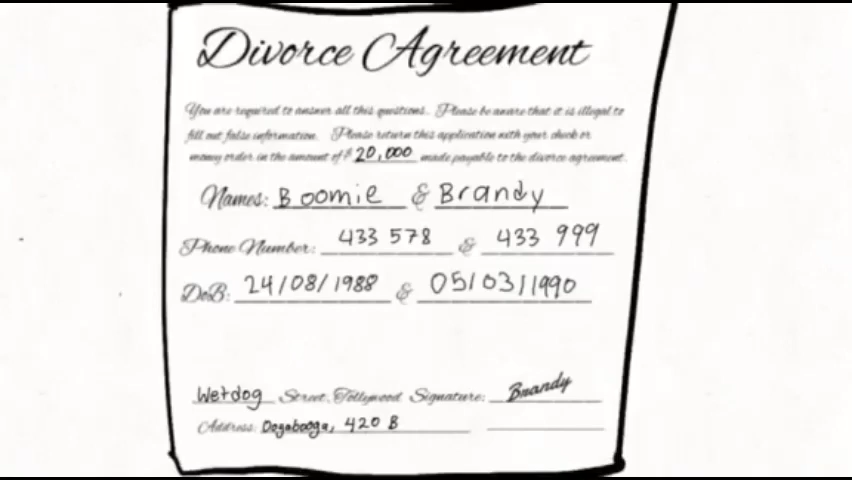 Divorce Agreement
You are required to answer all this questions. Please be aware that it is illegal to
fill out false information. Please return this application with your check or
money order in the amount of $ 20,000 made payable to the divorce agreement.
Names: Boomie & Brandy
Phone Number: 433 578 & 433 999
DoB: 24/08/1988 & 05/03/1990
Wetdog Street, Tollywood Signature: Brandy
Address: Dogabooga, 420 B